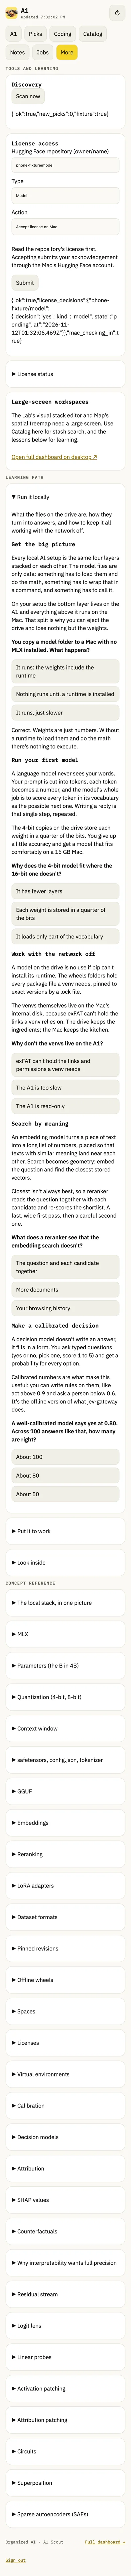 A1
updated 7:32:02 PM
↻
A1
Picks
Coding
Catalog
Notes
Jobs
More
TOOLS AND LEARNING
Discovery
Scan now
{"ok":true,"new_picks":0,"fixture":true}
License access
Hugging Face repository (owner/name)
phone-fixture/model
Type
Model
Action
Accept license on Mac
Read the repository's license first.
Accepting submits your acknowledgement
through the Mac's Hugging Face account.
Submit
{"ok":true,"license_decisions":{"phone-
fixture/model":
{"decision":"yes","kind":"model","state":"p
ending","at":"2026-11-
12T01:32:06.469Z"}},"mac_checking_in":t
rue}
▶ License status
Large-screen workspaces
The Lab's visual stack editor and Map's
spatial treemap need a large screen. Use
Catalog here for stash search, and the
lessons below for learning.
Open full dashboard on desktop ↗
LEARNING PATH
▼ Run it locally
What the files on the drive are, how they
turn into answers, and how to keep it all
working with the network off.
Get the big picture
Every local AI setup is the same four layers
stacked on each other. The model files are
only data: something has to load them and
do the math, something has to wrap that in
a command, and something has to call it.
On your setup the bottom layer lives on the
A1 drive and everything above it runs on the
Mac. That split is why you can eject the
drive and lose nothing but the weights.
You copy a model folder to a Mac with no
MLX installed. What happens?
It runs: the weights include the
runtime
Nothing runs until a runtime is installed
It runs, just slower
Correct. Weights are just numbers. Without
a runtime to load them and do the math
there's nothing to execute.
Run your first model
A language model never sees your words.
Your prompt is cut into tokens, each token
becomes a number, and the model's whole
job is to predict the next one. Everything
impressive is built out of repeating that
single step, very fast.
The 4-bit copies on the drive store each
weight in a quarter of the bits. You give up
a little accuracy and get a model that fits
comfortably on a 16 GB Mac.
Why does the 4-bit model fit where the
16-bit one doesn't?
It has fewer layers
Each weight is stored in a quarter of
the bits
It loads only part of the vocabulary
Work with the network off
A model on the drive is no use if pip can't
reach the internet. The offline wheels are
every package file a venv needs, pinned to
exact versions by a lock file.
The venvs themselves live on the Mac's
internal disk, because exFAT can't hold the
links a venv relies on. The drive keeps the
ingredients; the Mac keeps the kitchen.
Why don't the venvs live on the A1?
exFAT can't hold the links and
permissions a venv needs
The A1 is too slow
The A1 is read-only
Search by meaning
An embedding model turns a piece of text
into an arrow, trained so that similar
meanings point in similar directions and
land near each other. Search becomes
geometry: embed the question and find the
nearest stored vectors.
Closest isn't always best, so a reranker
reads the question together with each
candidate and re-scores the shortlist. A
fast, wide first pass, then a careful second
one.
What does a reranker see that the
embedding search doesn't?
The question and each candidate
together
More documents
Your browsing history
Make a calibrated decision
A decision model doesn't write an answer,
it fills in a form. You ask typed questions
(yes or no, pick one, score 1 to 5) and get a
probability for every option.
Calibrated numbers are what make this
useful: you can write rules on them, like
act above 0.9 and ask a person below 0.6.
It's the offline version of what jev-gateway
does.
A well-calibrated model says yes at 0.80.
Across 100 answers like that, how many
are right?
About 100
About 80
About 50
▶ Put it to work
▶ Look inside
CONCEPT REFERENCE
▶ The local stack, in one picture
▶ MLX
▶ Parameters (the B in 4B)
▶ Quantization (4-bit, 8-bit)
▶ Context window
▶ safetensors, config.json, tokenizer
▶ GGUF
▶ Embeddings
▶ Reranking
▶ LoRA adapters
▶ Dataset formats
▶ Pinned revisions
▶ Offline wheels
▶ Spaces
▶ Licenses
▶ Virtual environments
▶ Calibration
▶ Decision models
▶ Attribution
▶ SHAP values
▶ Counterfactuals
▶ Why interpretability wants full precision
▶ Residual stream
▶ Logit lens
▶ Linear probes
▶ Activation patching
▶ Attribution patching
▶ Circuits
▶ Superposition
▶ Sparse autoencoders (SAEs)
Organized AI · A1 Scout
Full dashboard ↗
Sign out